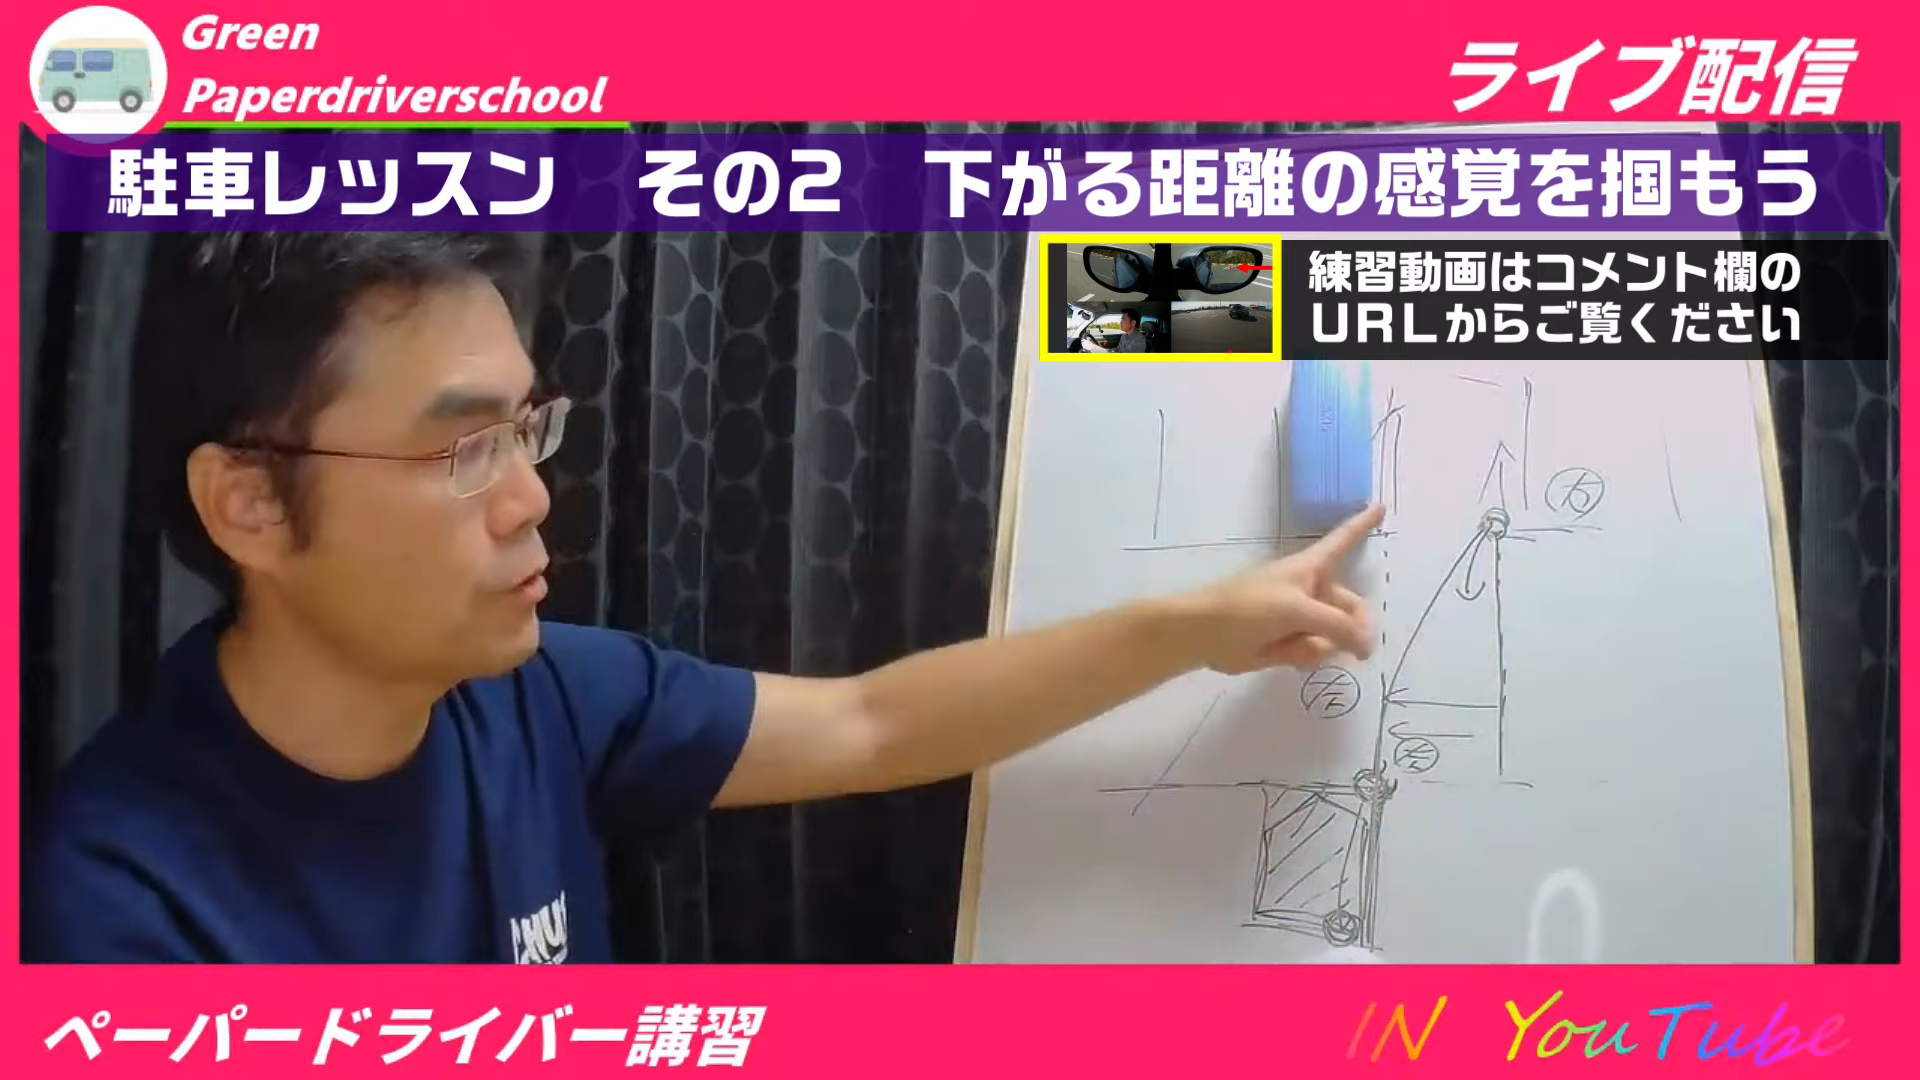 Green
Paperdriverschool
ライブ配信
駐車レッスン　その2　下がる距離の感覚を掴もう
練習動画はコメント欄の
URLからご覧ください
右
左
左
ペーパードライバー講習
IN YouTube